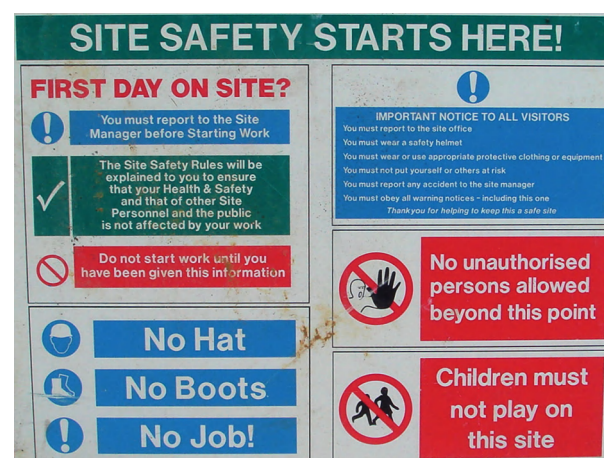 SITE SAFETY STARTS HERE!
FIRST DAY ON SITE?
You must report to the Site
Manager before Starting Work
The Site Safety Rules will be
explained to you to ensure
that your Health & Safety
and that of other Site
Personnel and the public
is not affected by your work
Do not start work until you
have been given this information
No Hat
No Boots
No Job!
IMPORTANT NOTICE TO ALL VISITORS
You must report to the site office
You must wear a safety helmet
You must wear or use appropriate protective clothing or equipment
You must not put yourself or others at risk
You must report any accident to the site manager
You must obey all warning notices – including this one
Thank you for helping to keep this a safe site
No unauthorised
persons allowed
beyond this point
Children must
not play on
this site